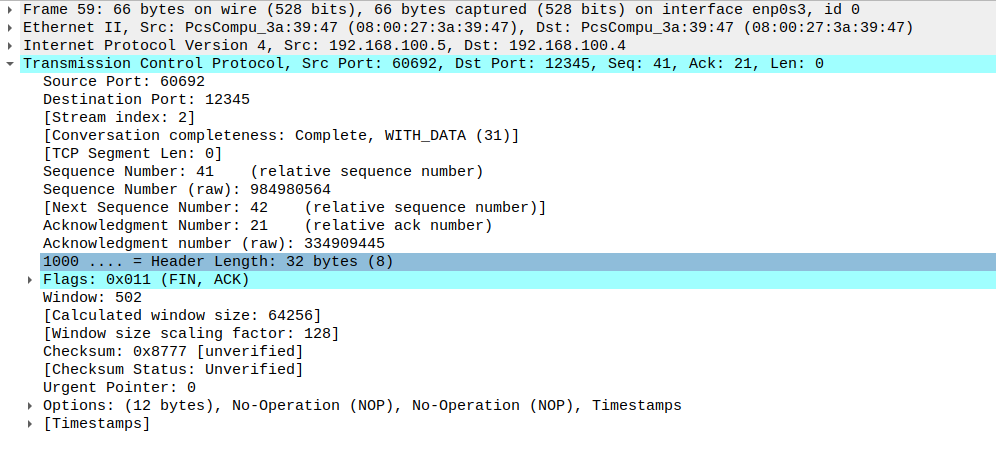 Frame 59: 66 bytes on wire (528 bits), 66 bytes captured (528 bits) on interface enp0s3, id 0
Ethernet II, Src: PcsCompu_3a:39:47 (08:00:27:3a:39:47), Dst: PcsCompu_3a:39:47 (08:00:27:3a:39:47)
Internet Protocol Version 4, Src: 192.168.100.5, Dst: 192.168.100.4
Transmission Control Protocol, Src Port: 60692, Dst Port: 12345, Seq: 41, Ack: 21, Len: 0
Source Port: 60692
Destination Port: 12345
[Stream index: 2]
[Conversation completeness: Complete, WITH_DATA (31)]
[TCP Segment Len: 0]
Sequence Number: 41    (relative sequence number)
Sequence Number (raw): 984980564
[Next Sequence Number: 42    (relative sequence number)]
Acknowledgment Number: 21    (relative ack number)
Acknowledgment number (raw): 334909445
1000 .... = Header Length: 32 bytes (8)
Flags: 0x011 (FIN, ACK)
Window: 502
[Calculated window size: 64256]
[Window size scaling factor: 128]
Checksum: 0x8777 [unverified]
[Checksum Status: Unverified]
Urgent Pointer: 0
Options: (12 bytes), No-Operation (NOP), No-Operation (NOP), Timestamps
[Timestamps]